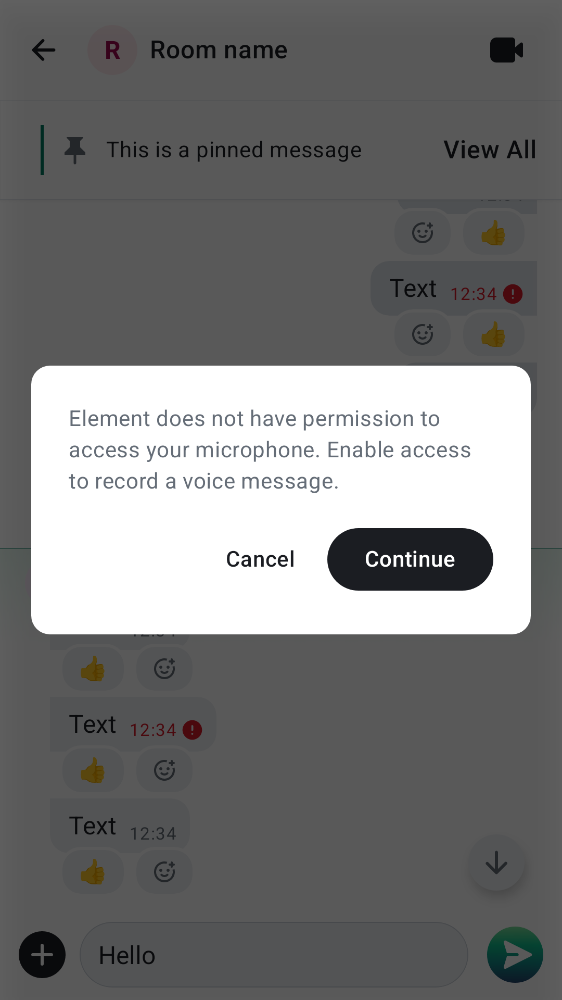 R Room name
This is a pinned message View All
Text 12:34
Element does not have permission to
access your microphone. Enable access
to record a voice message.
Cancel Continue
Text 12:34
Text 12:34
Hello